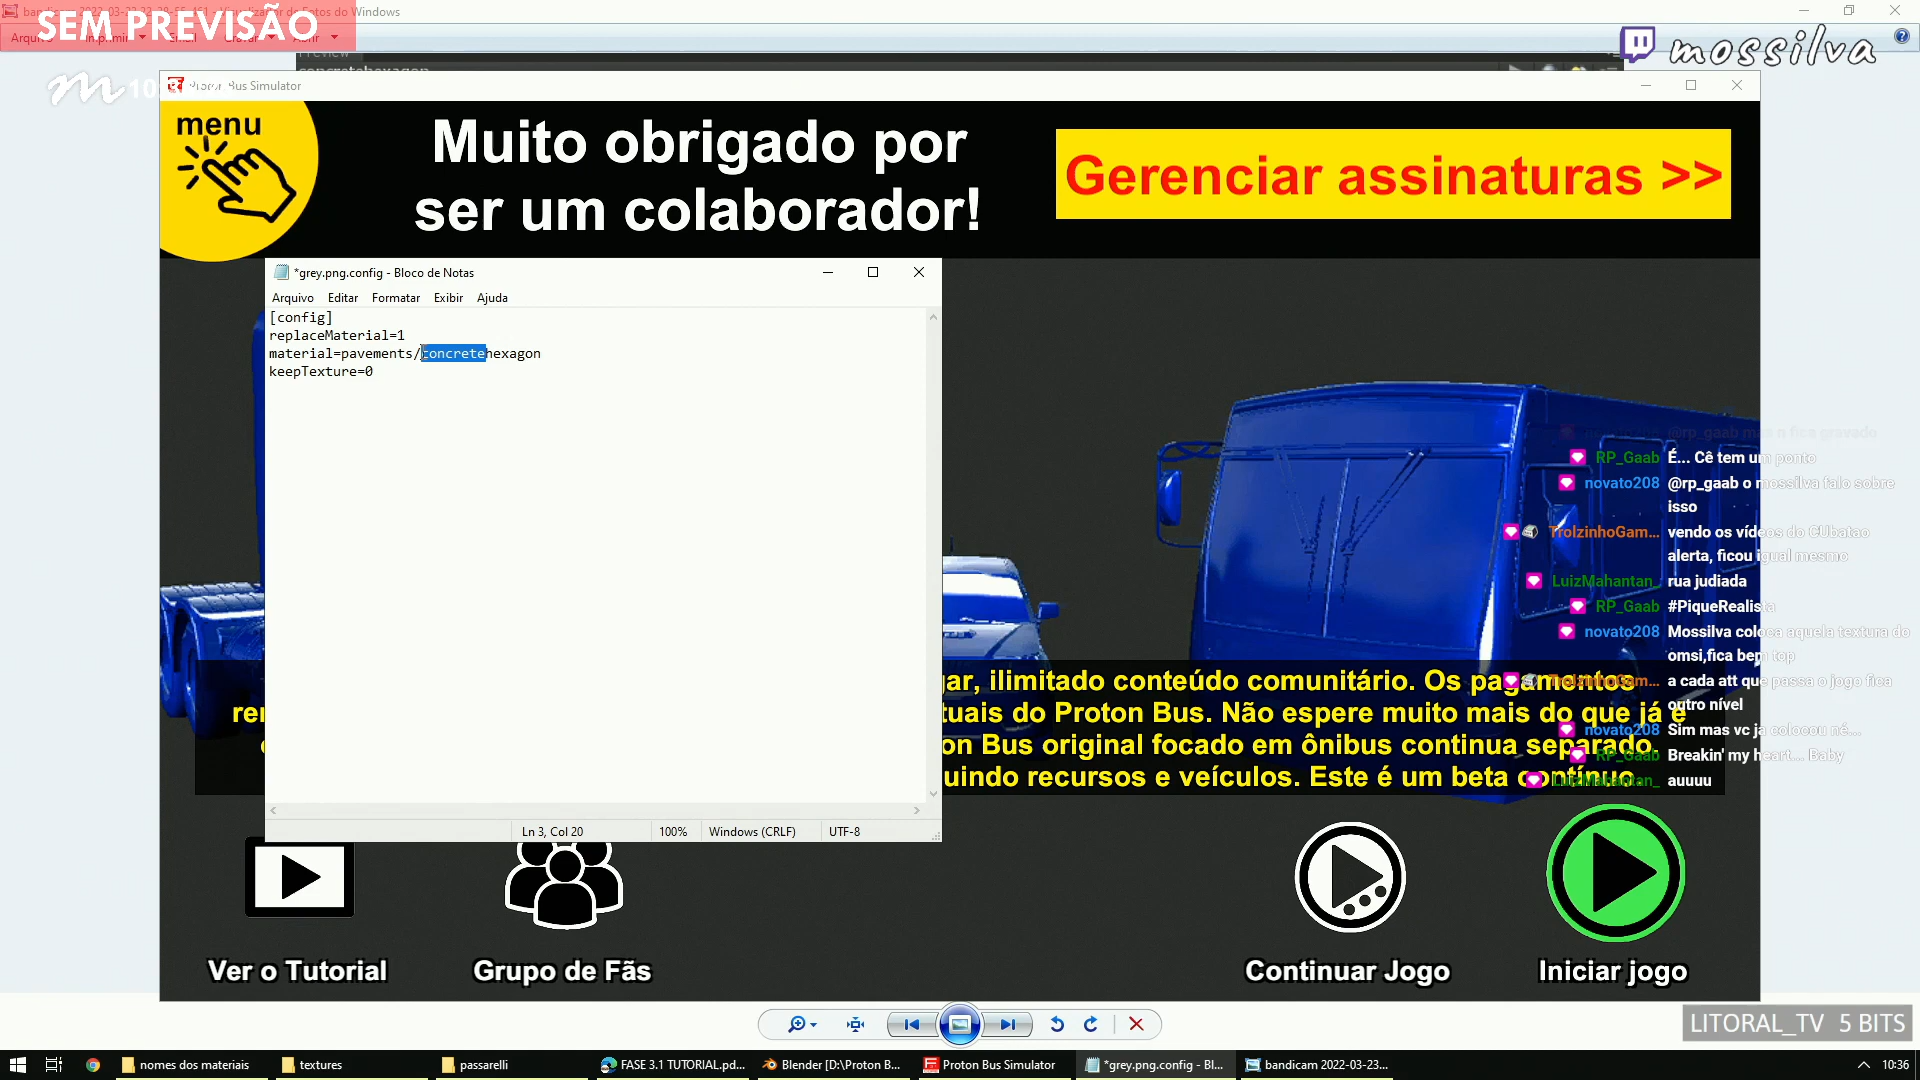 SEM PREVISÃO
do Windows
mossilva
Proton Bus Simulator
menu
Muito obrigado por
ser um colaborador!
Gerenciar assinaturas >>
*grey.png.config - Bloco de Notas
Arquivo Editar Formatar Exibir Ajuda
[config]
replaceMaterial=1
material=pavements/concretehexagon
keepTexture=0
Ln 3, Col 20 100% Windows (CRLF) UTF-8
RP_Gaab É... Cê tem um ponto
novato208 @rp_gaab o mossilva falo sobre
isso
TrolzinhoGam... vendo os vídeos do CUbatao
alerta, ficou igual mesmo
LuizMahantan_ rua judiada
RP_Gaab #PiqueRealista
novato208 Mossilva coloca aquela textura do
omsi,fica bem top
TrolzinhoGam... a cada att que passa o jogo fica
outro nível
novato208 Sim mas vc ja colocou né...
RP_Gaab Breakin' my heart... Baby
LuizMahantan_ auuuu
gar, ilimitado conteúdo comunitário. Os pagamentos
tuais do Proton Bus. Não espere muito mais do que já é
on Bus original focado em ônibus continua separado,
uindo recursos e veículos. Este é um beta contínuo
Ver o Tutorial
Grupo de Fãs
Continuar Jogo
Iniciar jogo
LITORAL_TV 5 BITS
nomes dos materiais
textures
passarelli
FASE 3.1 TUTORIAL.pd...
Blender [D:\Proton B...
Proton Bus Simulator
*grey.png.config - Bl...
bandicam 2022-03-23...
10:36